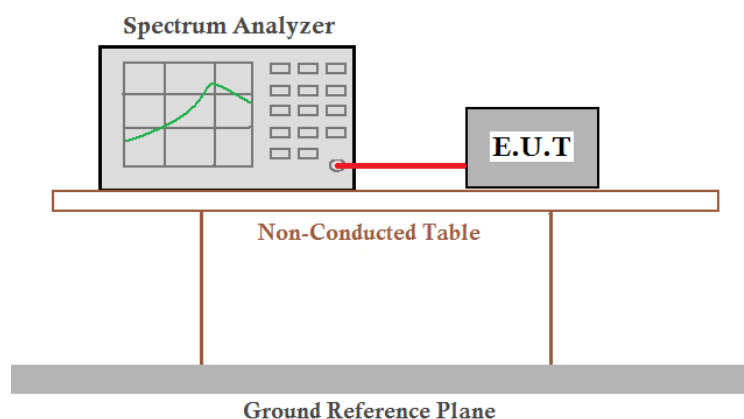 Spectrum Analyzer
E.U.T
Non-Conducted Table
Ground Reference Plane